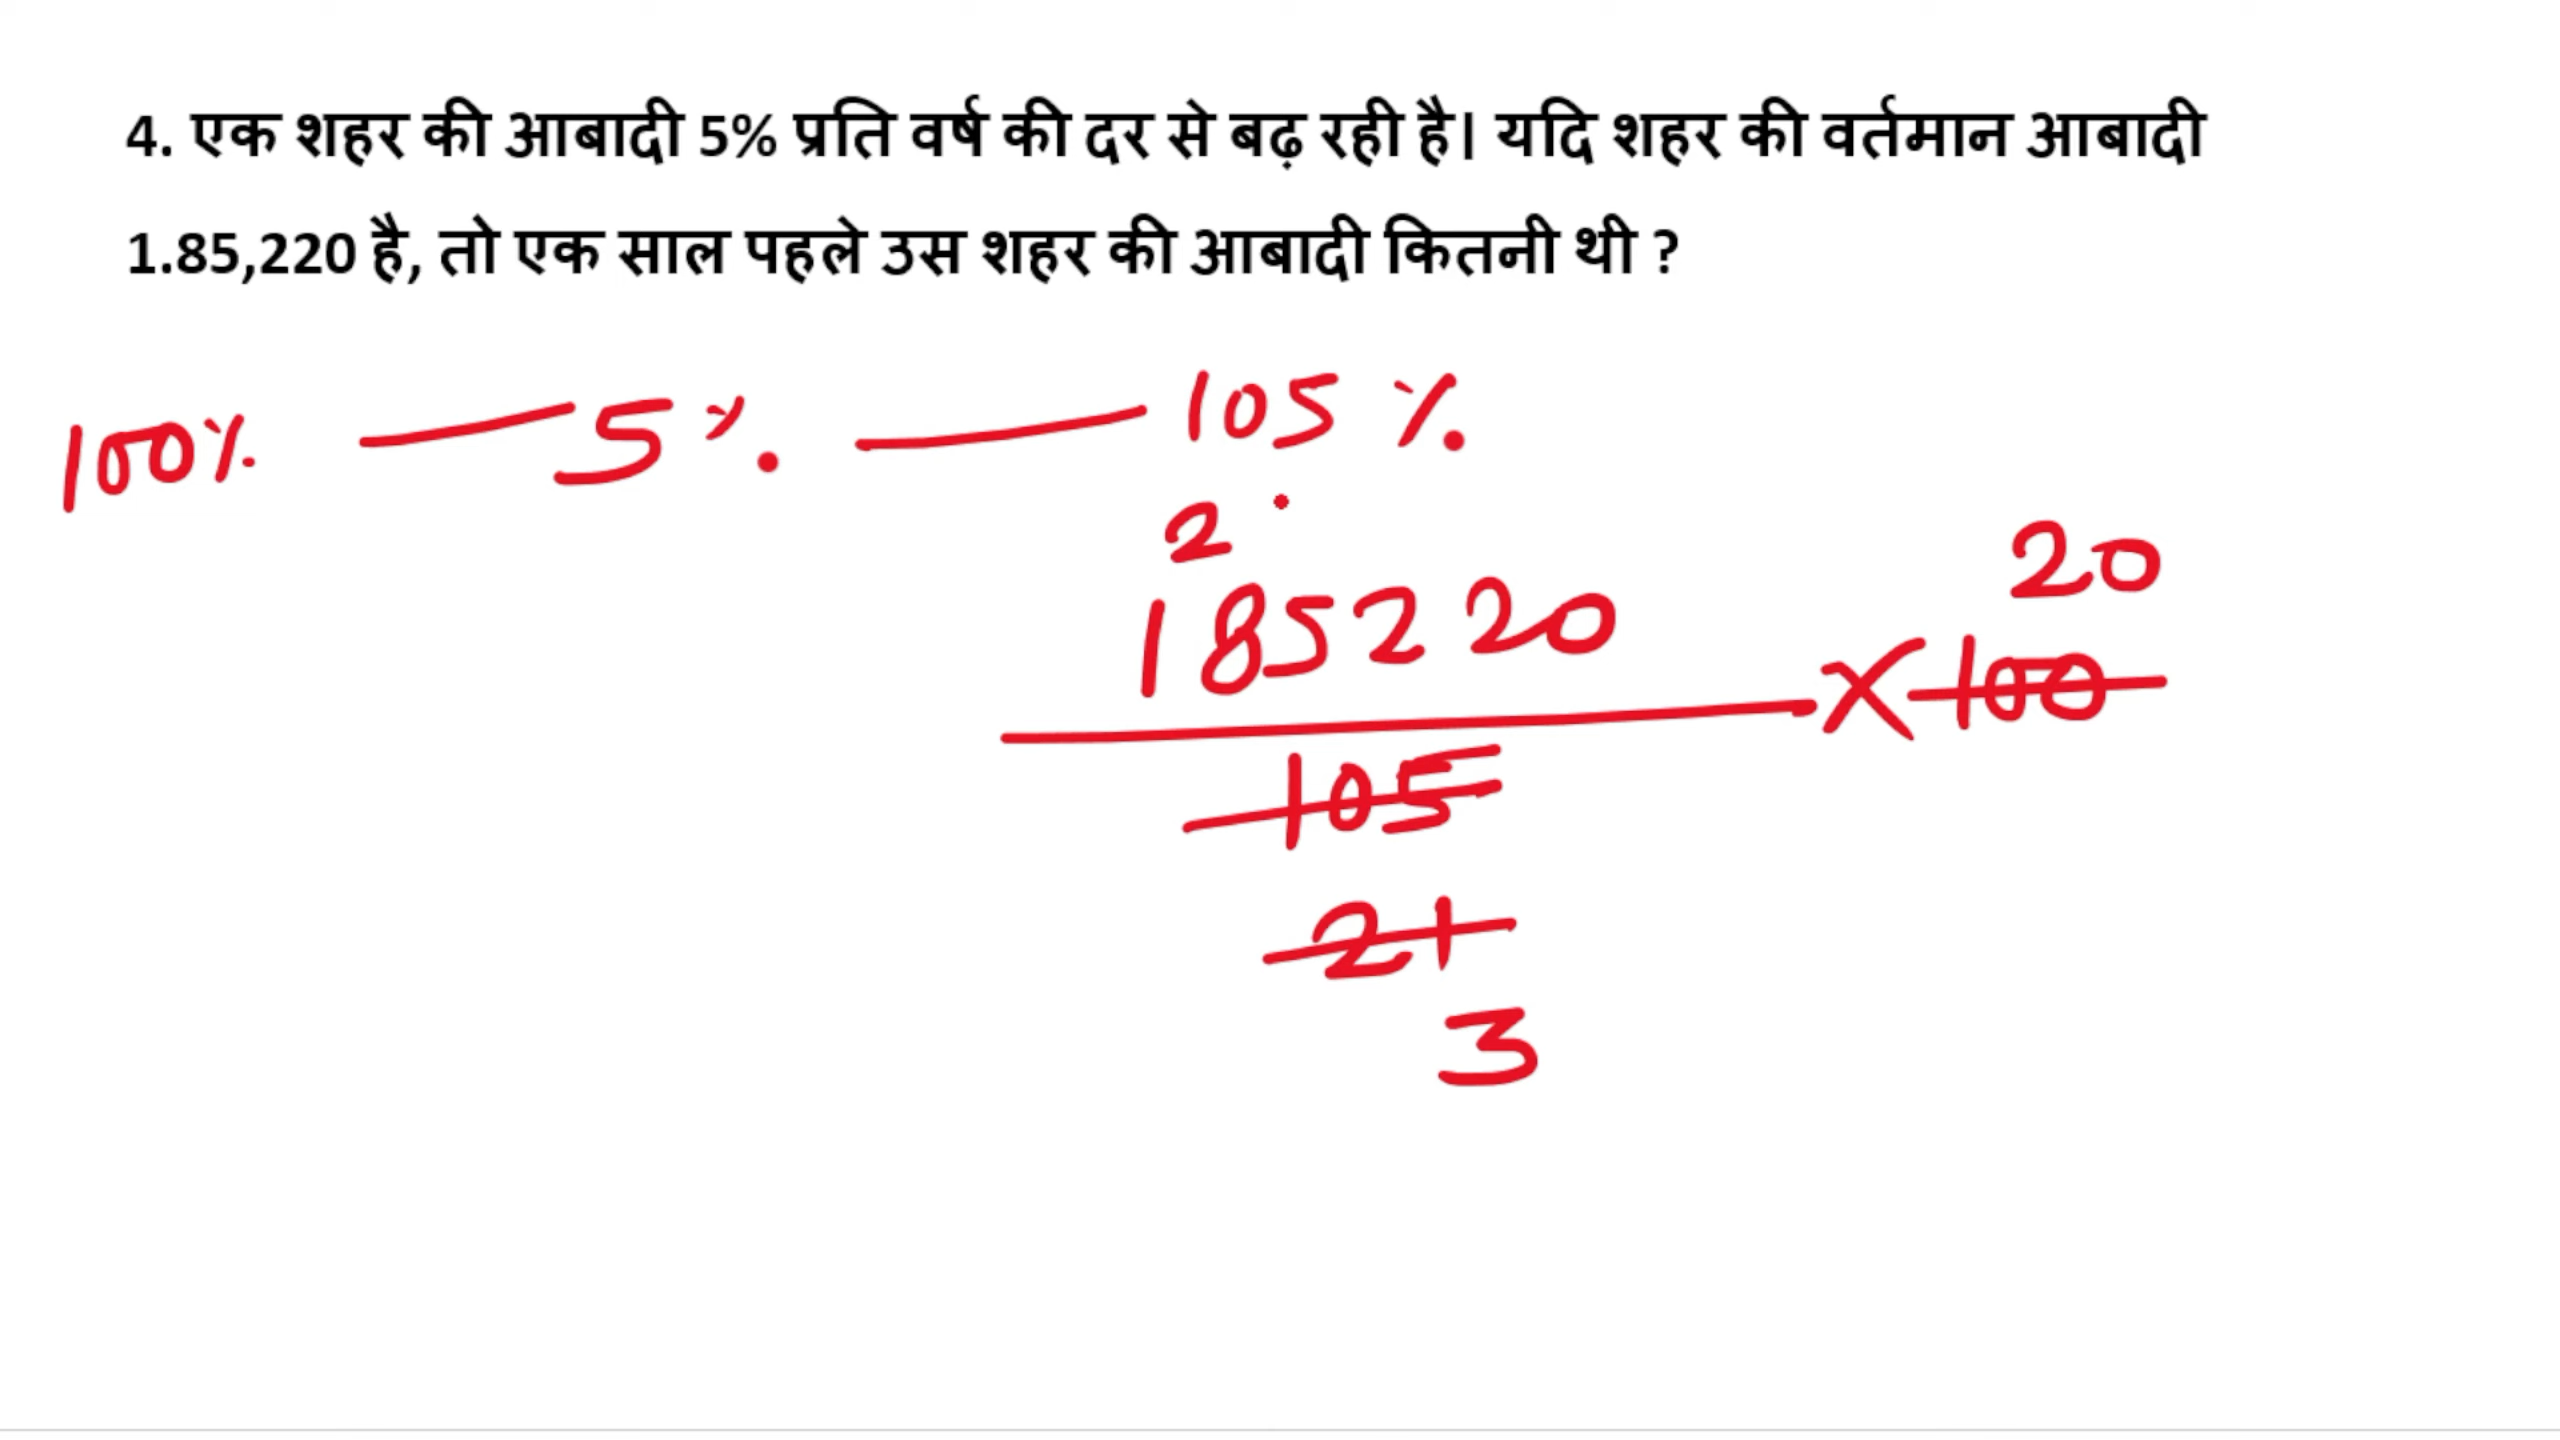 4. एक शहर की आबादी 5% प्रति वर्ष की दर से बढ़ रही है। यदि शहर की वर्तमान आबादी
1.85,220 है, तो एक साल पहले उस शहर की आबादी कितनी थी ?
100% — 5% — 105%
2
20
185220 × 100
105
21
3